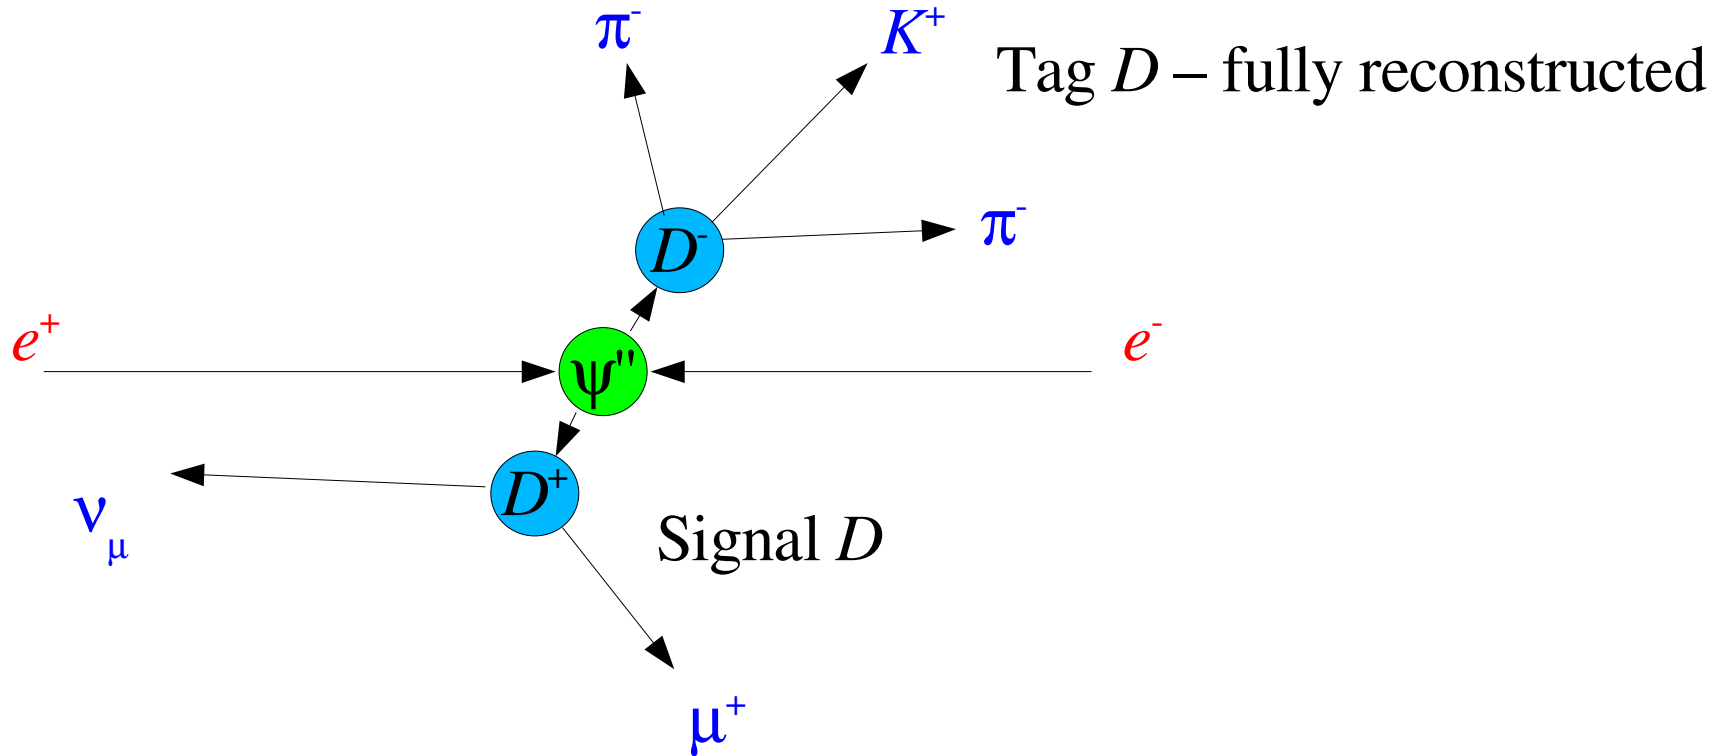 π⁻
K⁺
Tag D – fully reconstructed
π⁻
D⁻
e⁺
e⁻
ψ"
D⁺
ν_μ
Signal D
μ⁺